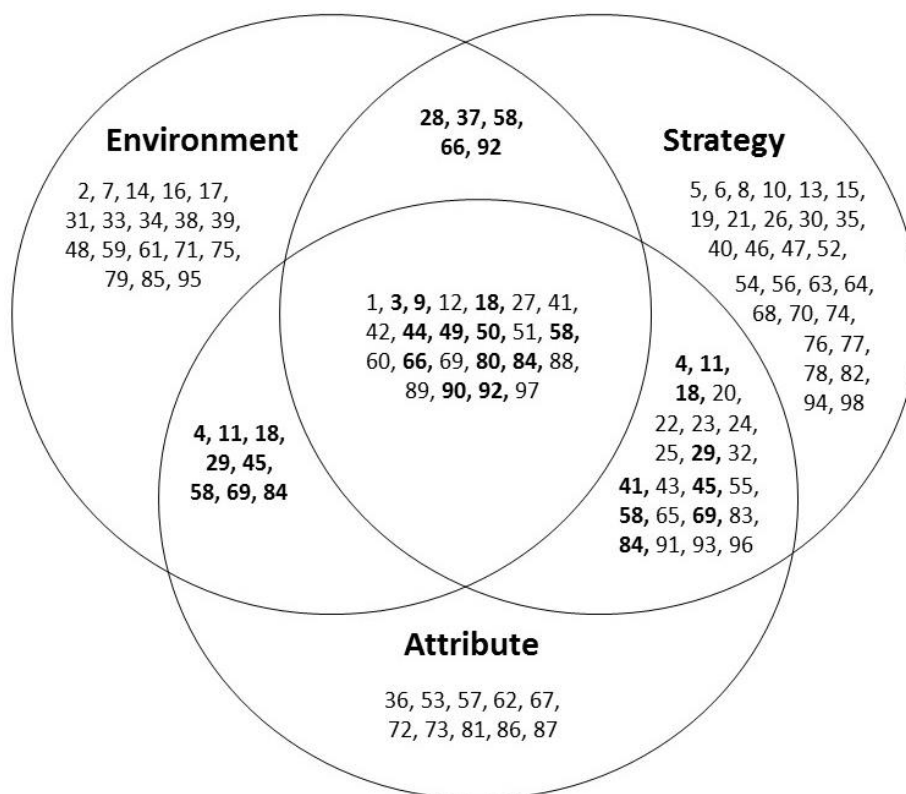 28, 37, 58,
66, 92
Environment
2, 7, 14, 16, 17,
31, 33, 34, 38, 39,
48, 59, 61, 71, 75,
79, 85, 95
Strategy
5, 6, 8, 10, 13, 15,
19, 21, 26, 30, 35,
40, 46, 47, 52,
54, 56, 63, 64,
68, 70, 74,
76, 77,
78, 82,
94, 98
1, 3, 9, 12, 18, 27, 41,
42, 44, 49, 50, 51, 58,
60, 66, 69, 80, 84, 88,
89, 90, 92, 97
4, 11, 18,
29, 45,
58, 69, 84
4, 11,
18, 20,
22, 23, 24,
25, 29, 32,
41, 43, 45, 55,
58, 65, 69, 83,
84, 91, 93, 96
Attribute
36, 53, 57, 62, 67,
72, 73, 81, 86, 87